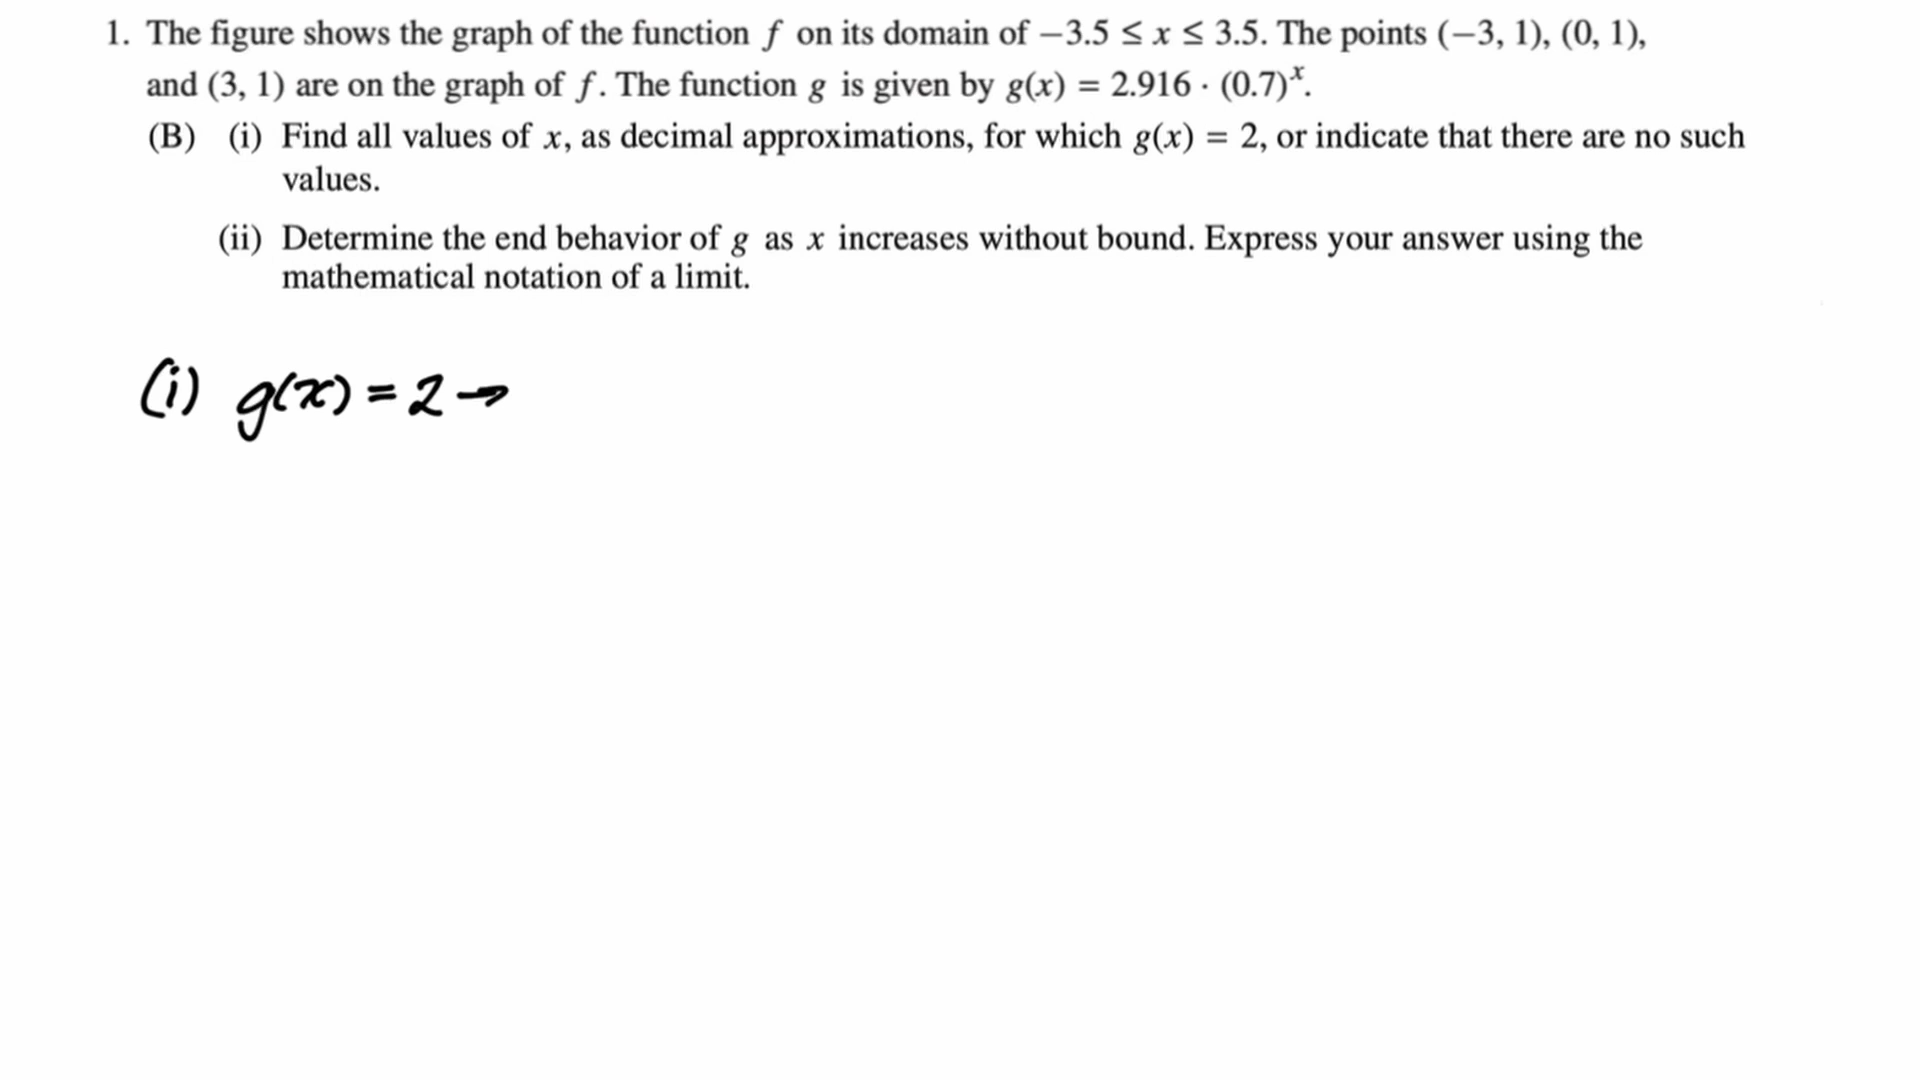 1. The figure shows the graph of the function f on its domain of −3.5 ≤ x ≤ 3.5. The points (−3, 1), (0, 1),
and (3, 1) are on the graph of f. The function g is given by g(x) = 2.916 · (0.7)^x.
(B) (i) Find all values of x, as decimal approximations, for which g(x) = 2, or indicate that there are no such
values.
(ii) Determine the end behavior of g as x increases without bound. Express your answer using the
mathematical notation of a limit.
(i) g(x) = 2 →